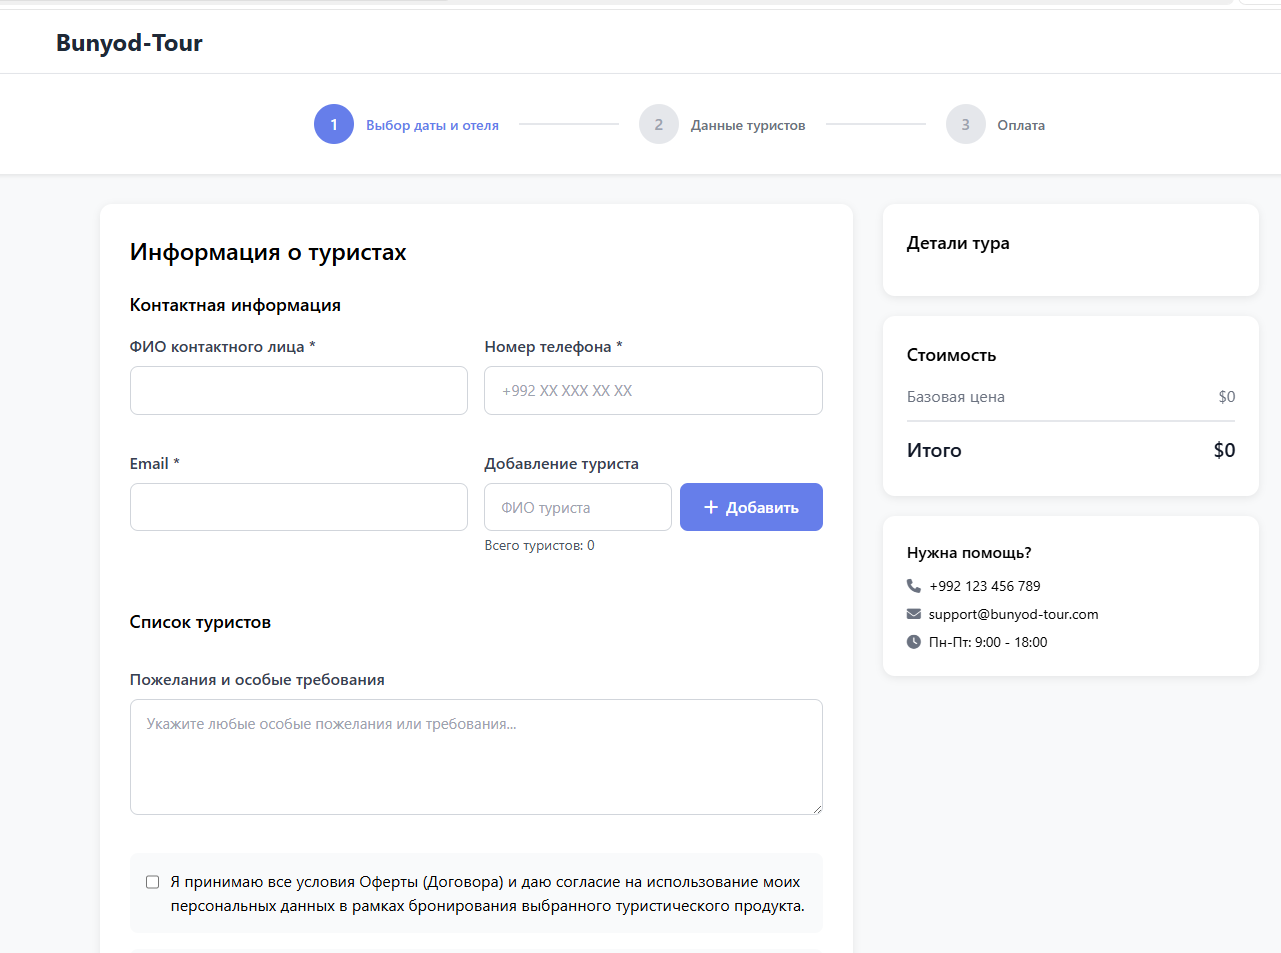 Bunyod-Tour
1 Выбор даты и отеля 2 Данные туристов 3 Оплата
Информация о туристах
Контактная информация
ФИО контактного лица * Номер телефона *
+992 XX XXX XX XX
Email * Добавление туриста
ФИО туриста + Добавить
Всего туристов: 0
Список туристов
Пожелания и особые требования
Укажите любые особые пожелания или требования...
Я принимаю все условия Оферты (Договора) и даю согласие на использование моих
персональных данных в рамках бронирования выбранного туристического продукта.
Детали тура
Стоимость
Базовая цена $0
Итого $0
Нужна помощь?
+992 123 456 789
support@bunyod-tour.com
Пн-Пт: 9:00 - 18:00